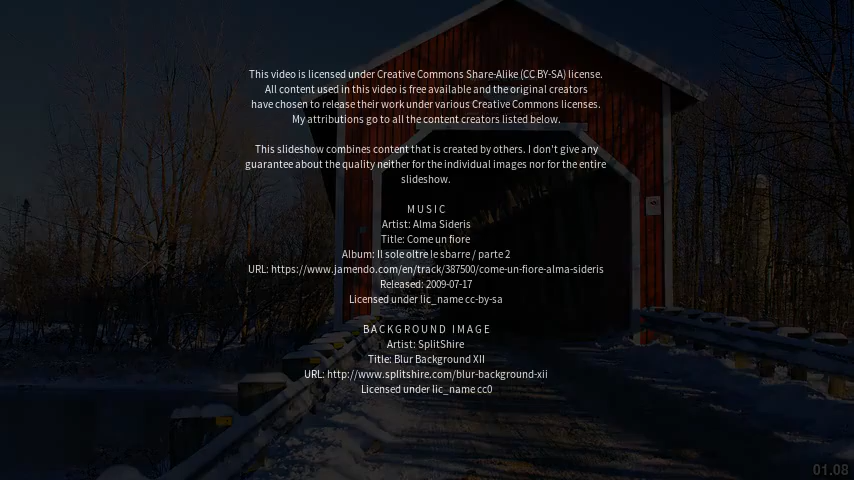 This video is licensed under Creative Commons Share-Alike (CC BY-SA) license.
All content used in this video is free available and the original creators
have chosen to release their work under various Creative Commons licenses.
My attributions go to all the content creators listed below.
This slideshow combines content that is created by others. I don't give any
guarantee about the quality neither for the individual images nor for the entire
slideshow.
MUSIC
Artist: Alma Sideris
Title: Come un fiore
Album: Il sole oltre le sbarre / parte 2
URL: https://www.jamendo.com/en/track/387500/come-un-fiore-alma-sideris
Released: 2009-07-17
Licensed under lic_name cc-by-sa
BACKGROUND IMAGE
Artist: SplitShire
Title: Blur Background XII
URL: http://www.splitshire.com/blur-background-xii
Licensed under lic_name cc0
01.08